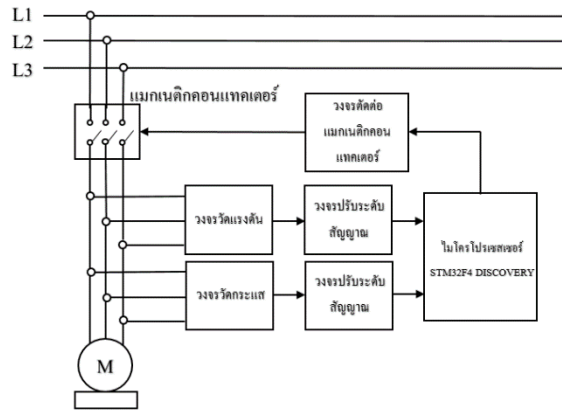 L1
L2
L3
แมกเนติกคอนแทคเตอร์
วงจรตัดต่อ
แมกเนติกคอน
แทคเตอร์
วงจรวัดแรงดัน
วงจรปรับระดับ
สัญญาณ
ไมโครโปรเซสเซอร์
STM32F4 DISCOVERY
วงจรวัดกระแส
วงจรปรับระดับ
สัญญาณ
M